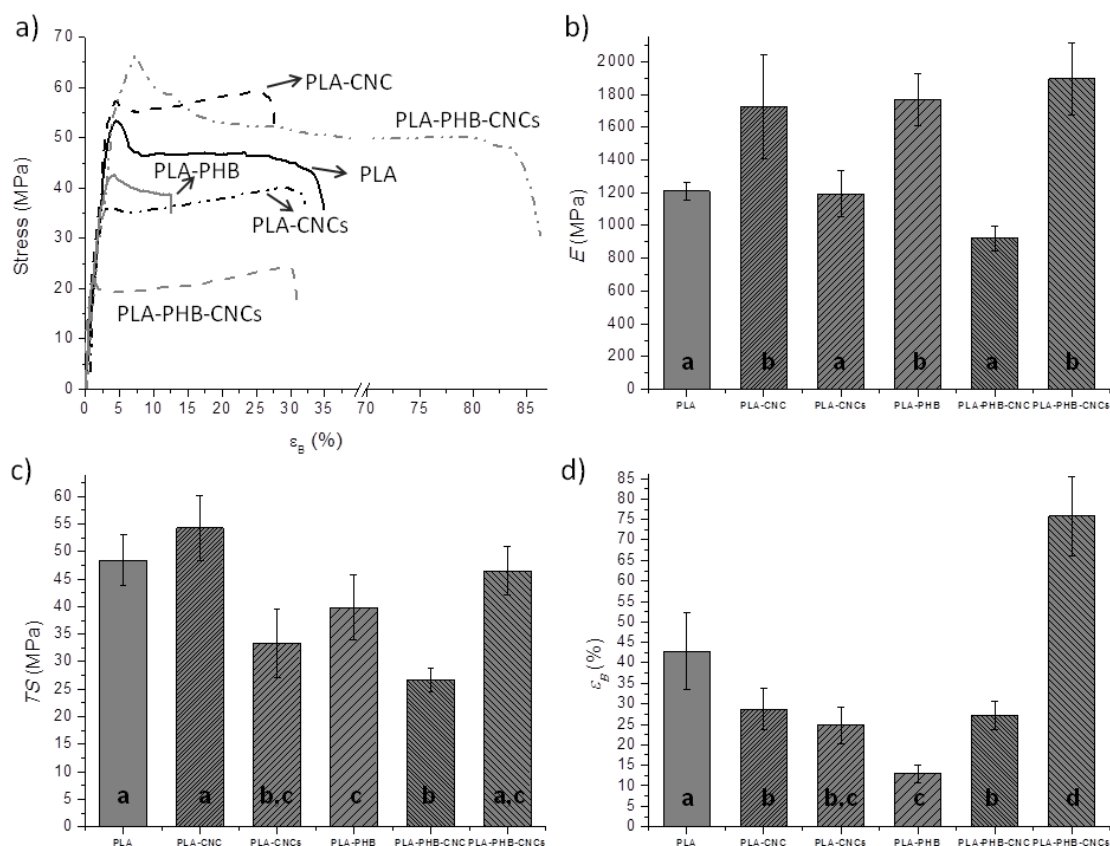 a)
70
60
50
40
30
20
10
0
Stress (MPa)
PLA-CNC
PLA-PHB-CNCs
PLA-PHB
PLA
PLA-CNCs
PLA-PHB-CNCs
0 5 10 15 20 25 30 35 70 75 80 85
εB (%)
b)
2000
1800
1600
1400
1200
1000
800
600
400
200
0
E (MPa)
a b a b a b
PLA PLA-CNC PLA-CNCs PLA-PHB PLA-PHB-CNC PLA-PHB-CNCs
c)
60
55
50
45
40
35
30
25
20
15
10
5
0
TS (MPa)
a a b,c c b a,c
PLA PLA-CNC PLA-CNCs PLA-PHB PLA-PHB-CNC PLA-PHB-CNCs
d)
85
80
75
70
65
60
55
50
45
40
35
30
25
20
15
10
5
0
εB (%)
a b b,c c b d
PLA PLA-CNC PLA-CNCs PLA-PHB PLA-PHB-CNC PLA-PHB-CNCs